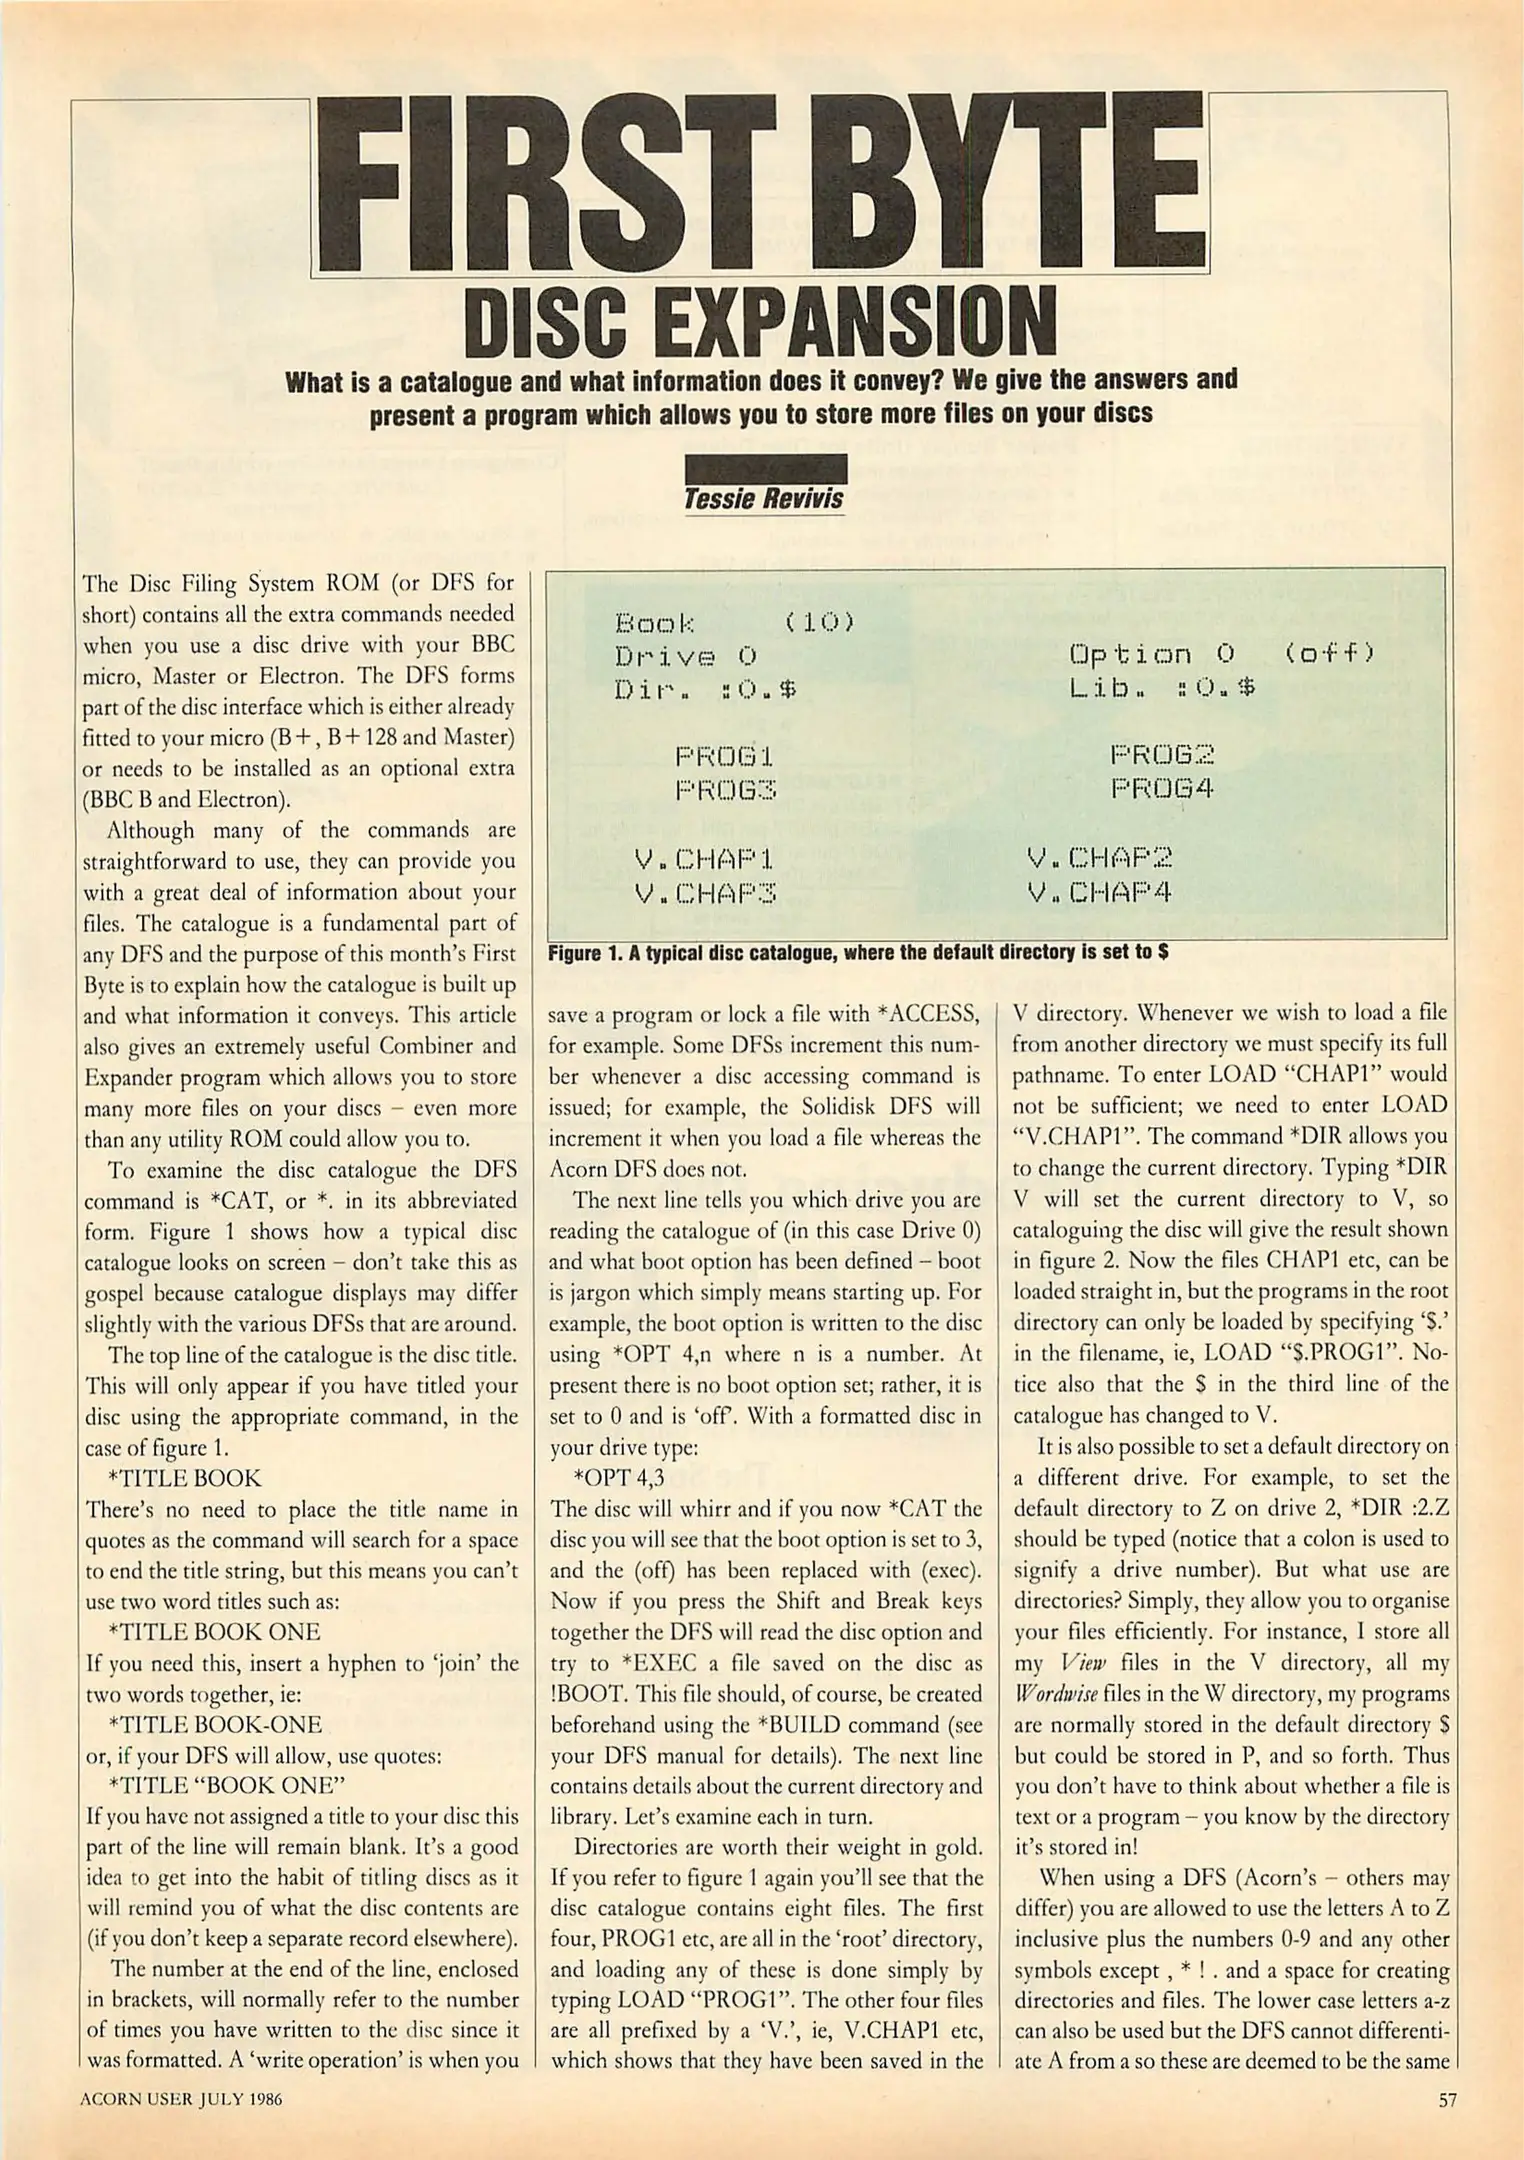 FIRST BYTE
DISC EXPANSION
What is a catalogue and what information does it convey? We give the answers and
present a program which allows you to store more files on your discs
Tessie Revivis
The Disc Filing System ROM (or DFS for
short) contains all the extra commands needed
when you use a disc drive with your BBC
micro, Master or Electron. The DFS forms
part of the disc interface which is either already
fitted to your micro (B+, B+128 and Master)
or needs to be installed as an optional extra
(BBC B and Electron).
Although many of the commands are
straightforward to use, they can provide you
with a great deal of information about your
files. The catalogue is a fundamental part of
any DFS and the purpose of this month's First
Byte is to explain how the catalogue is built up
and what information it conveys. This article
also gives an extremely useful Combiner and
Expander program which allows you to store
many more files on your discs – even more
than any utility ROM could allow you to.
To examine the disc catalogue the DFS
command is *CAT, or *. in its abbreviated
form. Figure 1 shows how a typical disc
catalogue looks on screen – don't take this as
gospel because catalogue displays may differ
slightly with the various DFSs that are around.
The top line of the catalogue is the disc title.
This will only appear if you have titled your
disc using the appropriate command, in the
case of figure 1.
*TITLE BOOK
There's no need to place the title name in
quotes as the command will search for a space
to end the title string, but this means you can't
use two word titles such as:
*TITLE BOOK ONE
If you need this, insert a hyphen to 'join' the
two words together, ie:
*TITLE BOOK-ONE
or, if your DFS will allow, use quotes:
*TITLE "BOOK ONE"
If you have not assigned a title to your disc this
part of the line will remain blank. It's a good
idea to get into the habit of titling discs as it
will remind you of what the disc contents are
(if you don't keep a separate record elsewhere).
The number at the end of the line, enclosed
in brackets, will normally refer to the number
of times you have written to the disc since it
was formatted. A 'write operation' is when you
Book (10)
Drive 0 Option 0 (off)
Dir. :0.$ Lib. :0.$
PROG1 PROG2
PROG3 PROG4
V.CHAP1 V.CHAP2
V.CHAP3 V.CHAP4
Figure 1. A typical disc catalogue, where the default directory is set to $
save a program or lock a file with *ACCESS,
for example. Some DFSs increment this num-
ber whenever a disc accessing command is
issued; for example, the Solidisk DFS will
increment it when you load a file whereas the
Acorn DFS does not.
The next line tells you which drive you are
reading the catalogue of (in this case Drive 0)
and what boot option has been defined – boot
is jargon which simply means starting up. For
example, the boot option is written to the disc
using *OPT 4,n where n is a number. At
present there is no boot option set; rather, it is
set to 0 and is 'off'. With a formatted disc in
your drive type:
*OPT 4,3
The disc will whirr and if you now *CAT the
disc you will see that the boot option is set to 3,
and the (off) has been replaced with (exec).
Now if you press the Shift and Break keys
together the DFS will read the disc option and
try to *EXEC a file saved on the disc as
!BOOT. This file should, of course, be created
beforehand using the *BUILD command (see
your DFS manual for details). The next line
contains details about the current directory and
library. Let's examine each in turn.
Directories are worth their weight in gold.
If you refer to figure 1 again you'll see that the
disc catalogue contains eight files. The first
four, PROG1 etc, are all in the 'root' directory,
and loading any of these is done simply by
typing LOAD "PROG1". The other four files
are all prefixed by a 'V.', ie, V.CHAP1 etc,
which shows that they have been saved in the
V directory. Whenever we wish to load a file
from another directory we must specify its full
pathname. To enter LOAD "CHAP1" would
not be sufficient; we need to enter LOAD
"V.CHAP1". The command *DIR allows you
to change the current directory. Typing *DIR
V will set the current directory to V, so
cataloguing the disc will give the result shown
in figure 2. Now the files CHAP1 etc, can be
loaded straight in, but the programs in the root
directory can only be loaded by specifying '$.'
in the filename, ie, LOAD "$.PROG1". No-
tice also that the $ in the third line of the
catalogue has changed to V.
It is also possible to set a default directory on
a different drive. For example, to set the
default directory to Z on drive 2, *DIR :2.Z
should be typed (notice that a colon is used to
signify a drive number). But what use are
directories? Simply, they allow you to organise
your files efficiently. For instance, I store all
my View files in the V directory, all my
Wordwise files in the W directory, my programs
are normally stored in the default directory $
but could be stored in P, and so forth. Thus
you don't have to think about whether a file is
text or a program – you know by the directory
it's stored in!
When using a DFS (Acorn's – others may
differ) you are allowed to use the letters A to Z
inclusive plus the numbers 0-9 and any other
symbols except , * ! . and a space for creating
directories and files. The lower case letters a-z
can also be used but the DFS cannot differenti-
ate A from a so these are deemed to be the same
ACORN USER JULY 1986
57